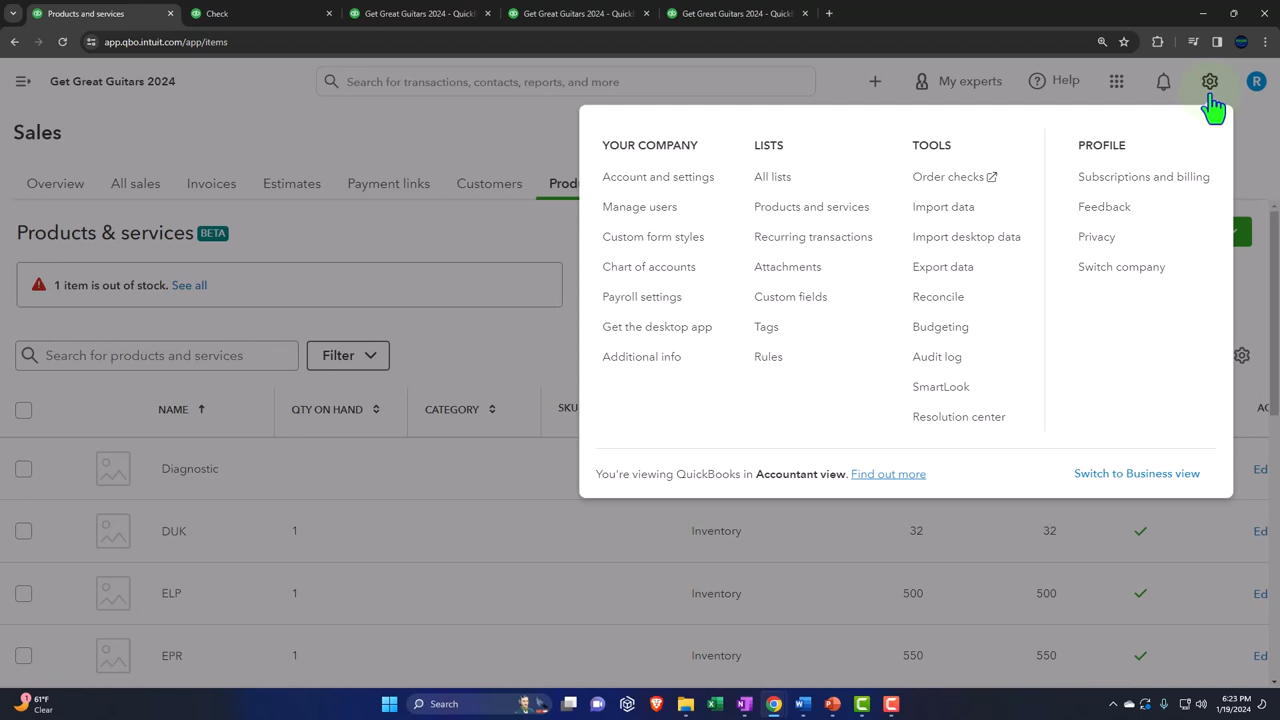 Products and services
Check
Get Great Guitars 2024 - QuickB
Get Great Guitars 2024 - QuickB
Get Great Guitars 2024 - QuickB
app.qbo.intuit.com/app/items
Get Great Guitars 2024
Search for transactions, contacts, reports, and more
My experts
Help
R
Sales
Overview
All sales
Invoices
Estimates
Payment links
Customers
Products & services BETA
1 item is out of stock. See all
Search for products and services
Filter
YOUR COMPANY
Account and settings
Manage users
Custom form styles
Chart of accounts
Payroll settings
Get the desktop app
Additional info
LISTS
All lists
Products and services
Recurring transactions
Attachments
Custom fields
Tags
Rules
TOOLS
Order checks
Import data
Import desktop data
Export data
Reconcile
Budgeting
Audit log
SmartLook
Resolution center
PROFILE
Subscriptions and billing
Feedback
Privacy
Switch company
You're viewing QuickBooks in Accountant view. Find out more
Switch to Business view
NAME QTY ON HAND CATEGORY SKU
Diagnostic
DUK 1 Inventory 32 32
ELP 1 Inventory 500 500
EPR 1 Inventory 550 550
61°F
Clear
Search
6:23 PM
1/19/2024